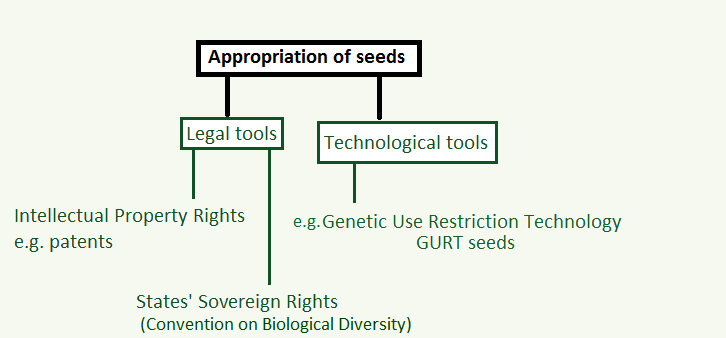 Appropriation of seeds
Legal tools
Technological tools
Intellectual Property Rights
e.g. patents
e.g. Genetic Use Restriction Technology
GURT seeds
States' Sovereign Rights
(Convention on Biological Diversity)